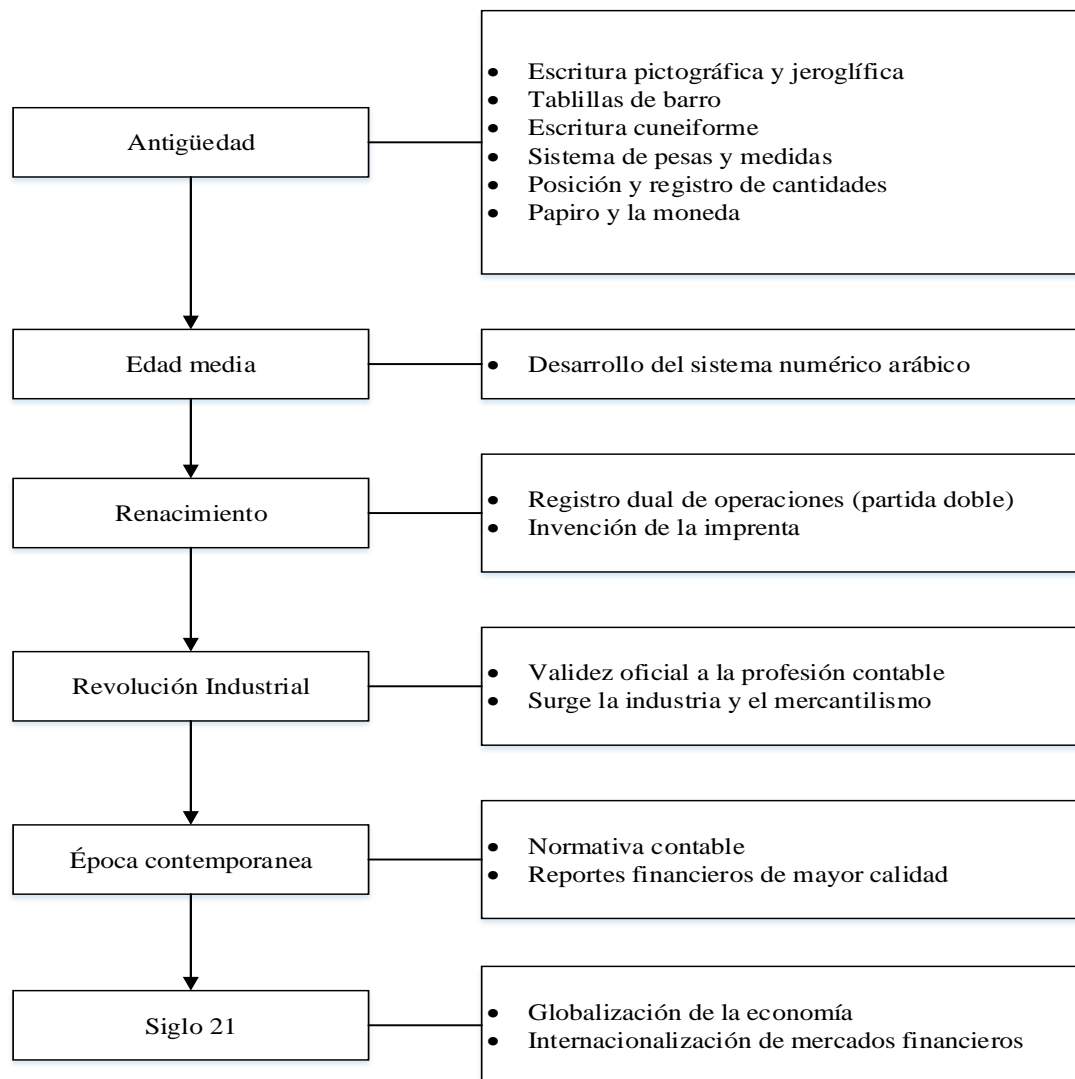 Antigüedad
• Escritura pictográfica y jeroglífica
• Tablillas de barro
• Escritura cuneiforme
• Sistema de pesas y medidas
• Posición y registro de cantidades
• Papiro y la moneda
Edad media
• Desarrollo del sistema numérico arábico
Renacimiento
• Registro dual de operaciones (partida doble)
• Invención de la imprenta
Revolución Industrial
• Validez oficial a la profesión contable
• Surge la industria y el mercantilismo
Época contemporanea
• Normativa contable
• Reportes financieros de mayor calidad
Siglo 21
• Globalización de la economía
• Internacionalización de mercados financieros